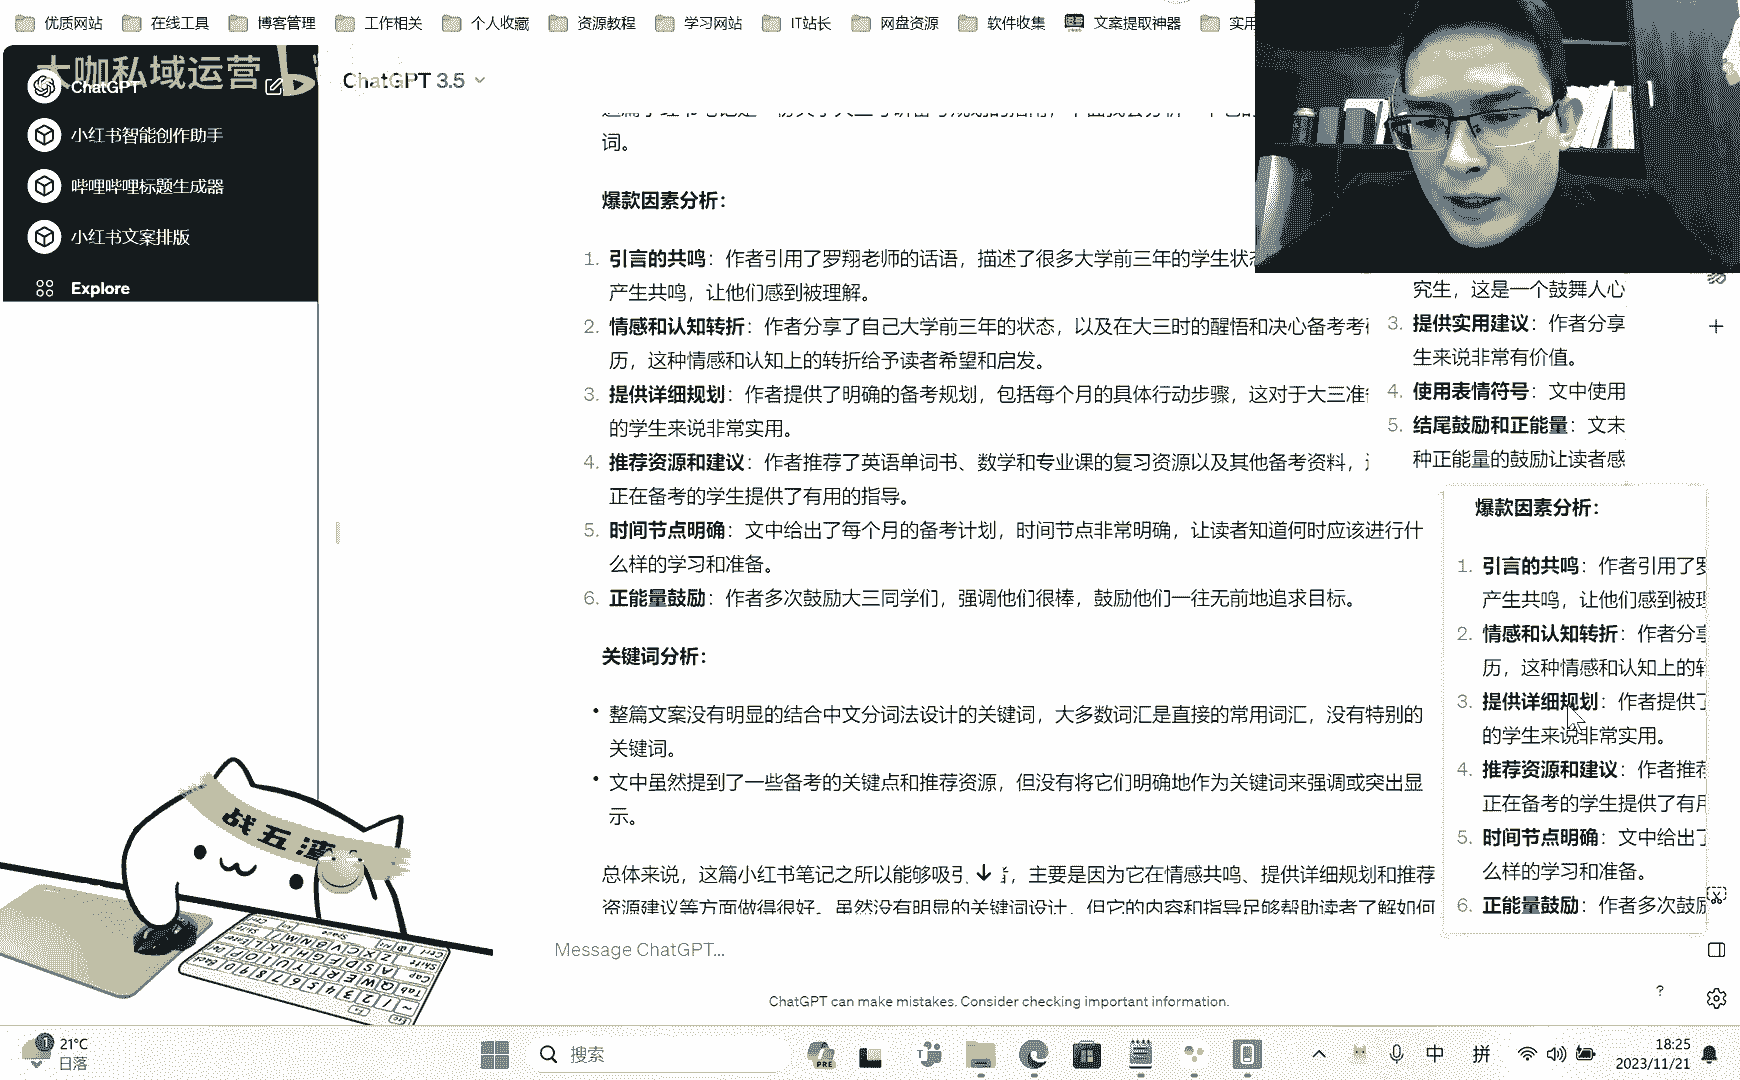 优质网站 在线工具 博客管理 工作相关 个人收藏 资源教程 学习网站 IT站长 网盘资源 软件收集 文案提取神器 实用
大咖私域运营
ChatGPT
小红书智能创作助手
哔哩哔哩标题生成器
小红书文案排版
Explore
ChatGPT 3.5
词。
爆款因素分析：
1. 引言的共鸣：作者引用了罗翔老师的话语，描述了很多大学前三年的学生状态
产生共鸣，让他们感到被理解。
2. 情感和认知转折：作者分享了自己大学前三年的状态，以及在大三时的醒悟和决心备考考
历，这种情感和认知上的转折给予读者希望和启发。
3. 提供详细规划：作者提供了明确的备考规划，包括每个月的具体行动步骤，这对于大三准
的学生来说非常实用。
4. 推荐资源和建议：作者推荐了英语单词书、数学和专业课的复习资源以及其他备考资料，
正在备考的学生提供了有用的指导。
5. 时间节点明确：文中给出了每个月的备考计划，时间节点非常明确，让读者知道何时应该进行什
么样的学习和准备。
6. 正能量鼓励：作者多次鼓励大三同学们，强调他们很棒，鼓励他们一往无前地追求目标。
关键词分析：
• 整篇文案没有明显的结合中文分词法设计的关键词，大多数词汇是直接的常用词汇，没有特别的
关键词。
• 文中虽然提到了一些备考的关键点和推荐资源，但没有将它们明确地作为关键词来强调或突出显
示。
总体来说，这篇小红书笔记之所以能够吸引 ，主要是因为它在情感共鸣、提供详细规划和推荐
资源建议等方面做得很好。虽然没有明显的关键词设计，但它的内容和指导足够帮助读者了解如何
究生，这是一个鼓舞人心
3. 提供实用建议：作者分享
生来说非常有价值。
4. 使用表情符号：文中使用
5. 结尾鼓励和正能量：文末
种正能量的鼓励让读者感
爆款因素分析：
1. 引言的共鸣：作者引用了罗
产生共鸣，让他们感到被理
2. 情感和认知转折：作者分享
历，这种情感和认知上的转
3. 提供详细规划：作者提供了
的学生来说非常实用。
4. 推荐资源和建议：作者推荐
正在备考的学生提供了有用
5. 时间节点明确：文中给出了
么样的学习和准备。
6. 正能量鼓励：作者多次鼓励
战五渣
Message ChatGPT...
ChatGPT can make mistakes. Consider checking important information.
?
21°C
日落
搜索
PRE
中
拼
18:25
2023/11/21